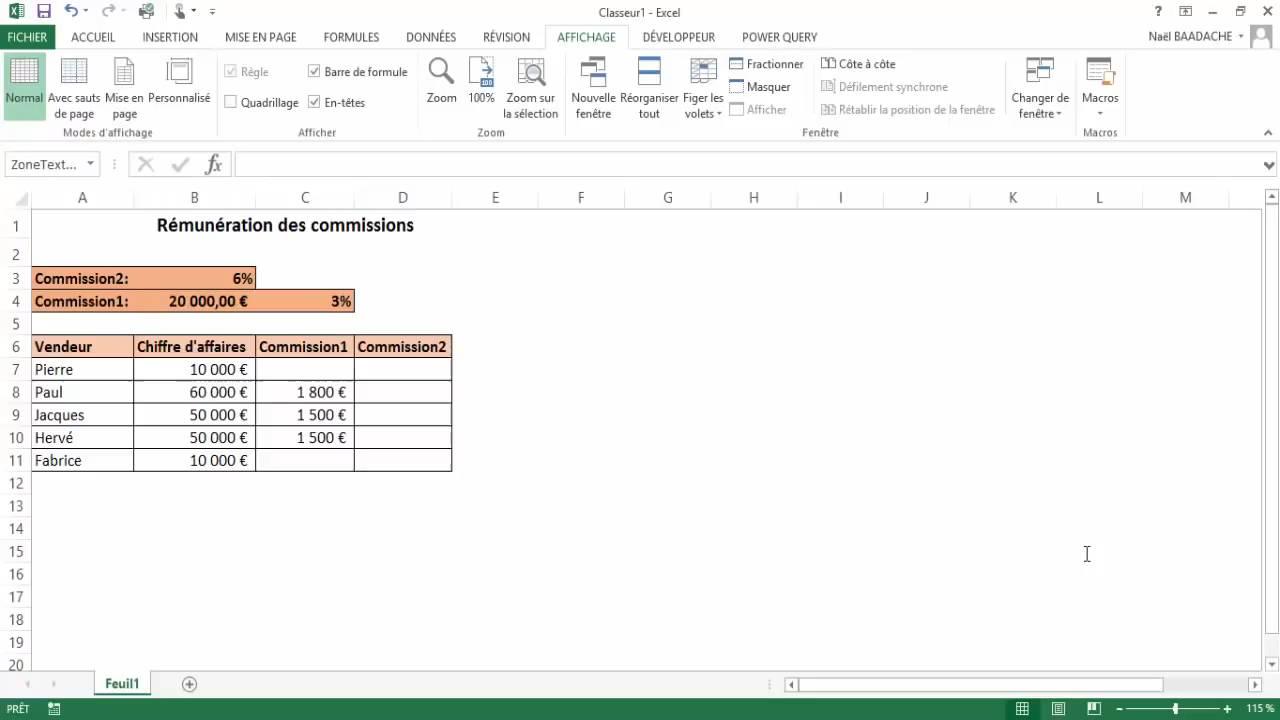 Classeur1 - Excel
?
FICHIER ACCUEIL INSERTION MISE EN PAGE FORMULES DONNÉES RÉVISION AFFICHAGE DÉVELOPPEUR POWER QUERY Naël BAADACHE
Normal
Avec sauts de page
Mise en page
Personnalisé
Modes d'affichage
Règle
Barre de formule
Quadrillage
En-têtes
Afficher
Zoom
100
100%
Zoom sur la sélection
Zoom
Nouvelle fenêtre
Réorganiser tout
Figer les volets
Fractionner
Masquer
Afficher
Côte à côte
Défilement synchrone
Rétablir la position de la fenêtre
Changer de fenêtre
Fenêtre
Macros
Macros
ZoneText... fx
A B C D E F G H I J K L M
1 Rémunération des commissions
2
3 Commission2: 6%
4 Commission1: 20 000,00 € 3%
5
6 Vendeur Chiffre d'affaires Commission1 Commission2
7 Pierre 10 000 €
8 Paul 60 000 € 1 800 €
9 Jacques 50 000 € 1 500 €
10 Hervé 50 000 € 1 500 €
11 Fabrice 10 000 €
12
13
14
15
16
17
18
19
20
Feuil1
PRÊT 115 %